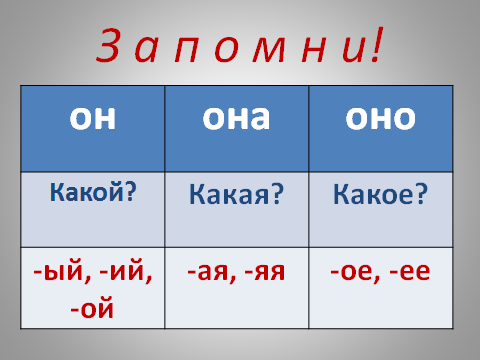 З а п о м н и!
он она оно
Какой? Какая? Какое?
-ый, -ий, -ая, -яя -ое, -ее
-ой